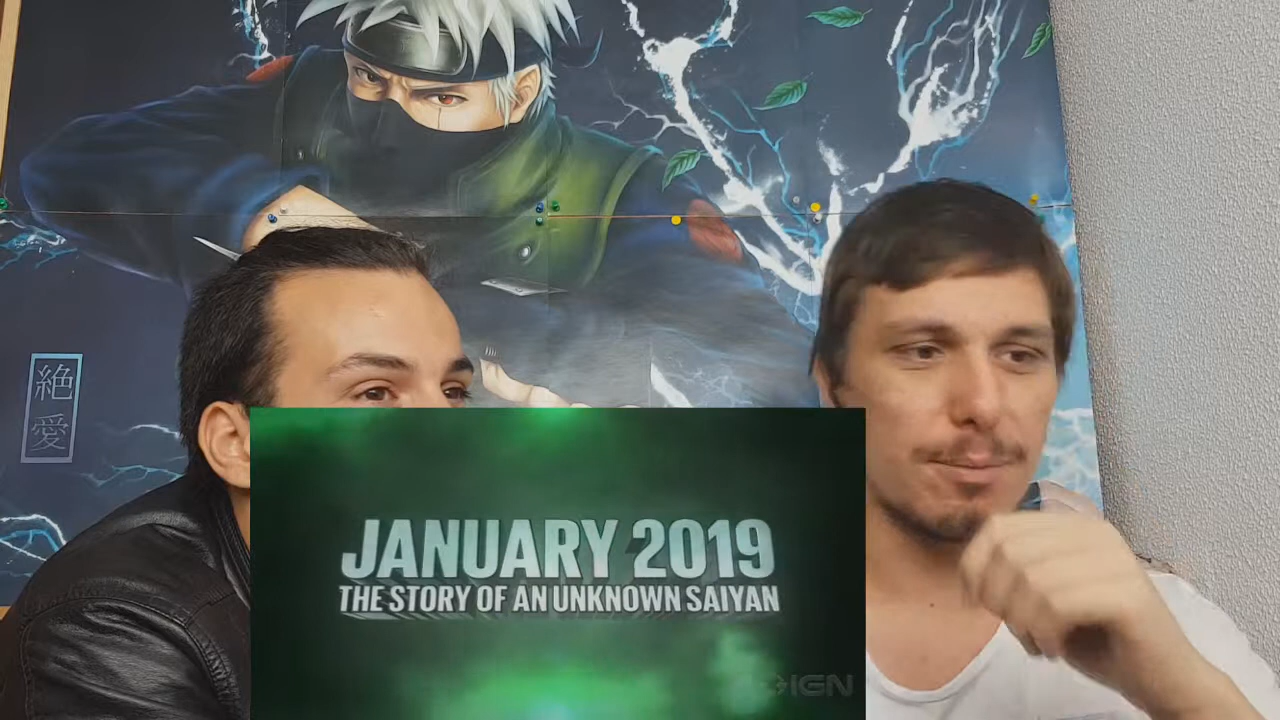 絶
愛
JANUARY 2019
THE STORY OF AN UNKNOWN SAIYAN
IGN